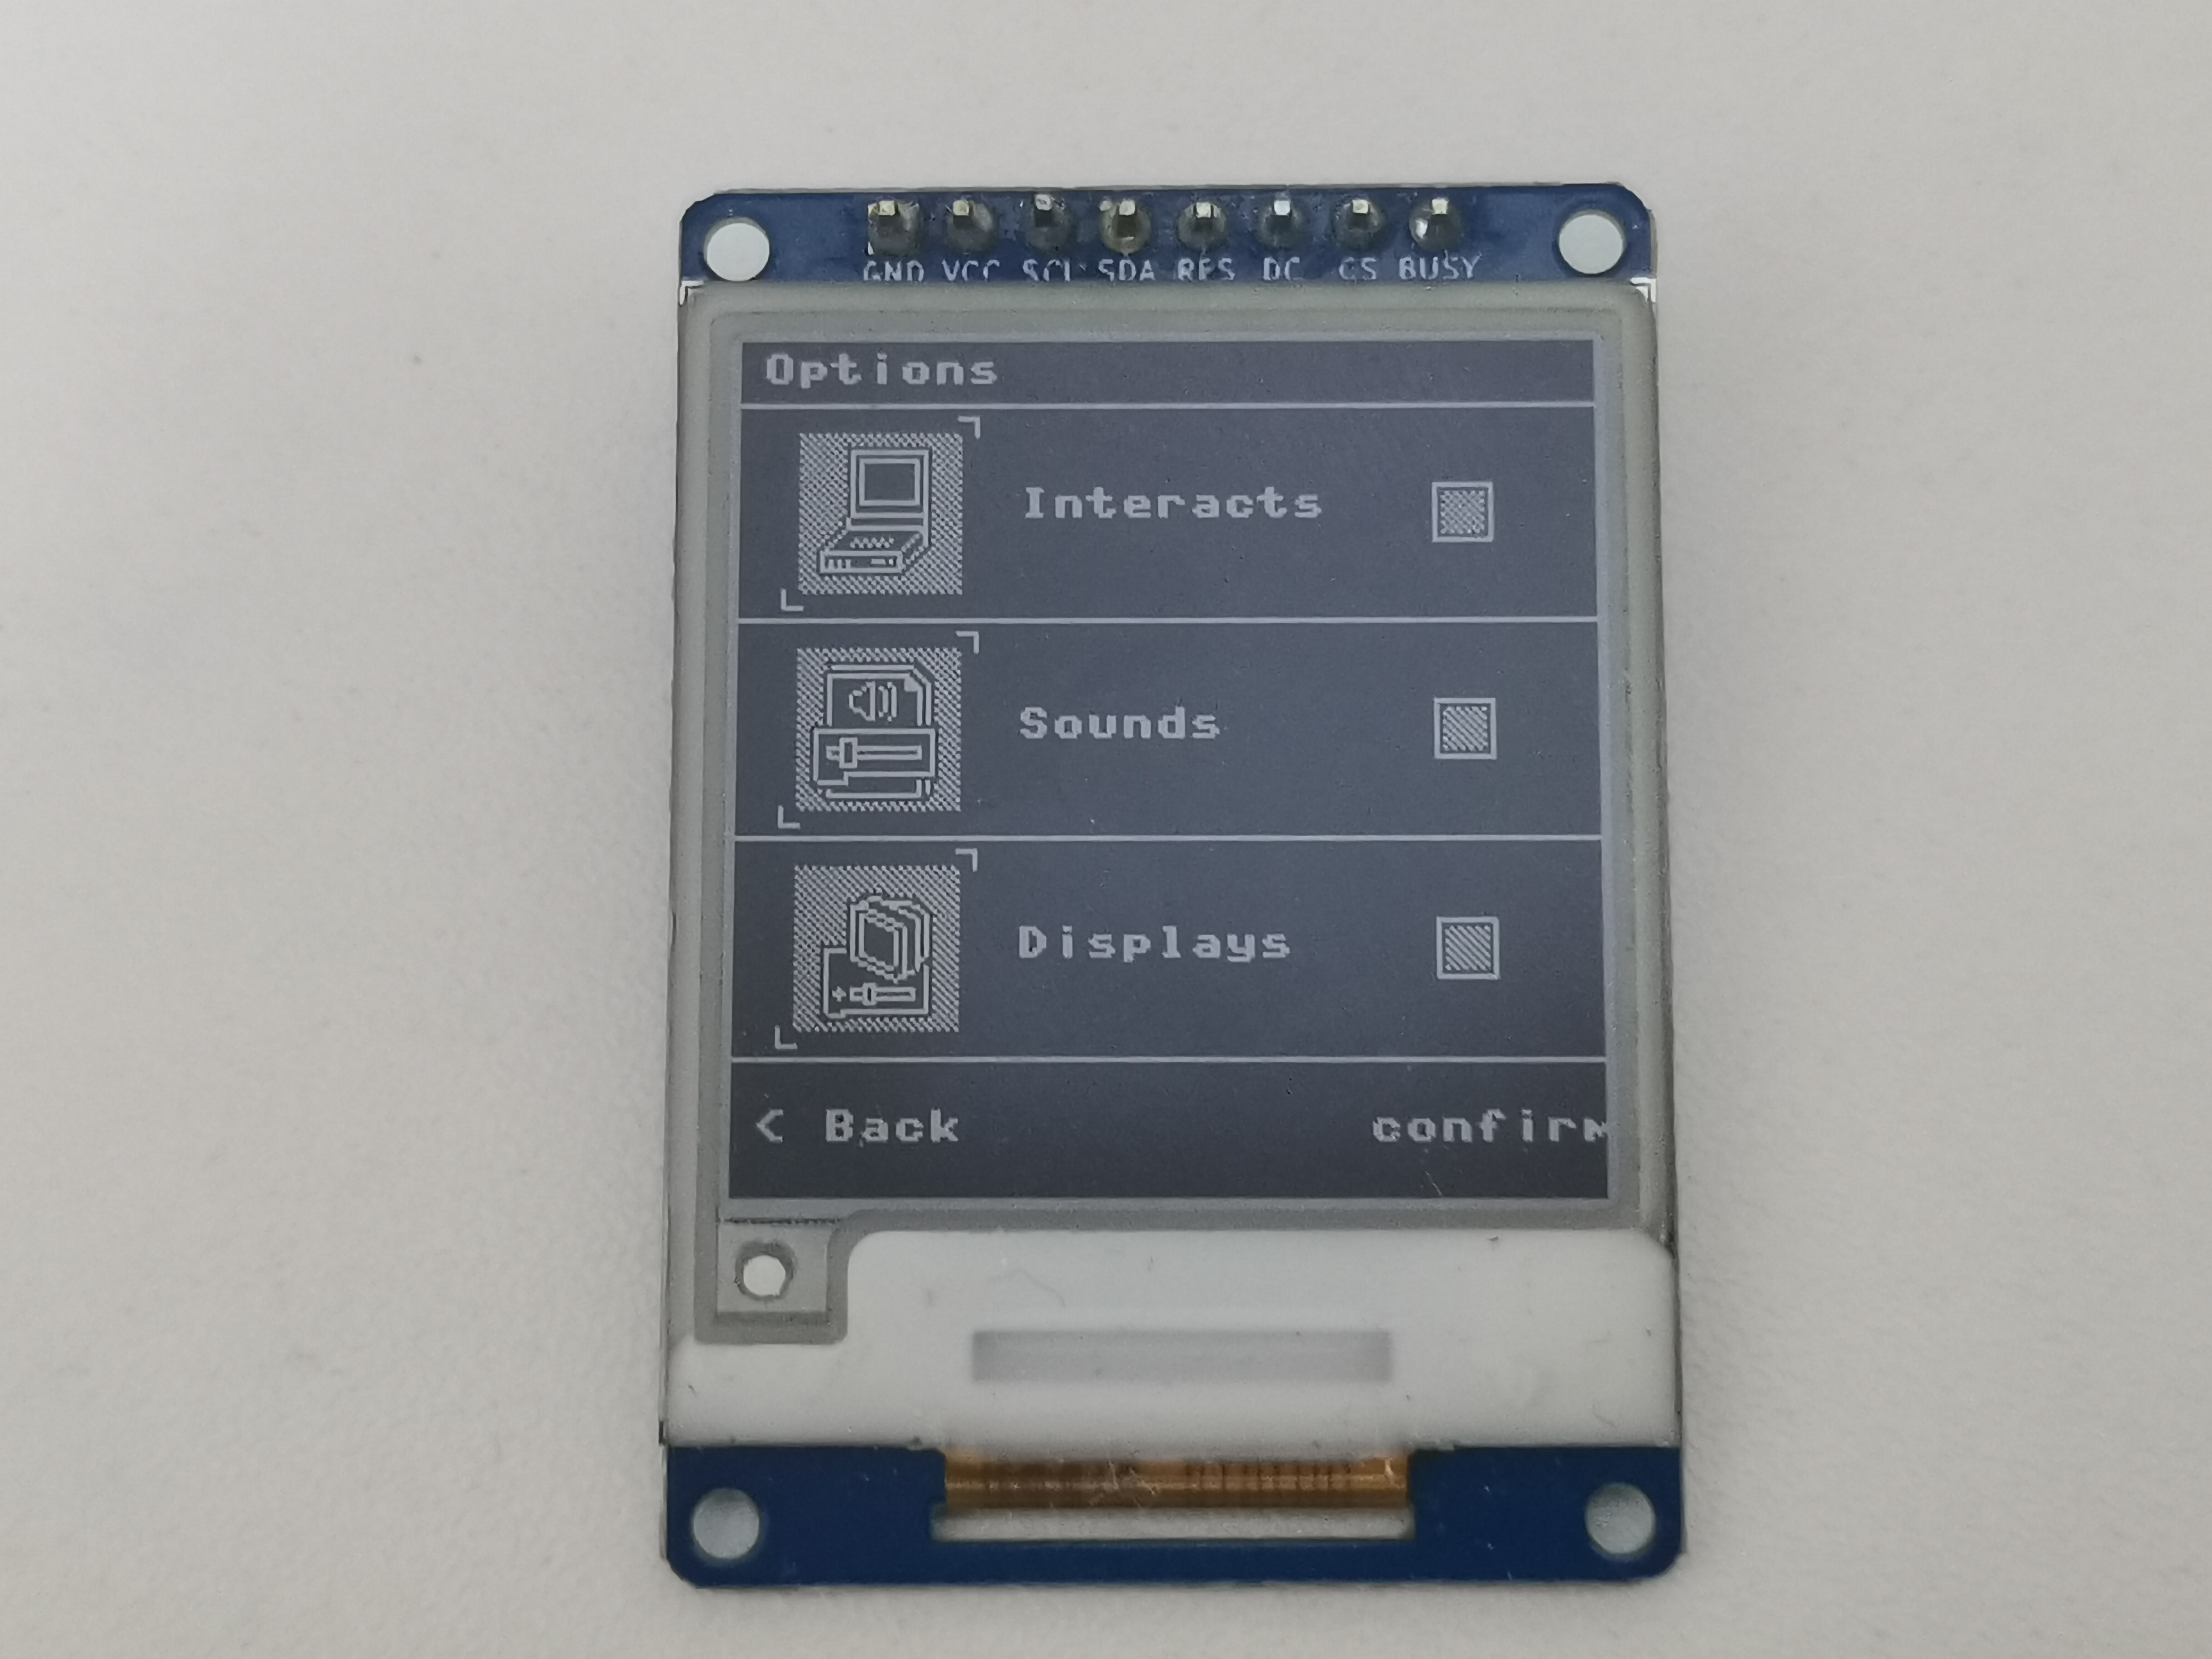 GND VCC SCL SDA RES DC CS BUSY
Options
Interacts
Sounds
Displays
< Back confirm